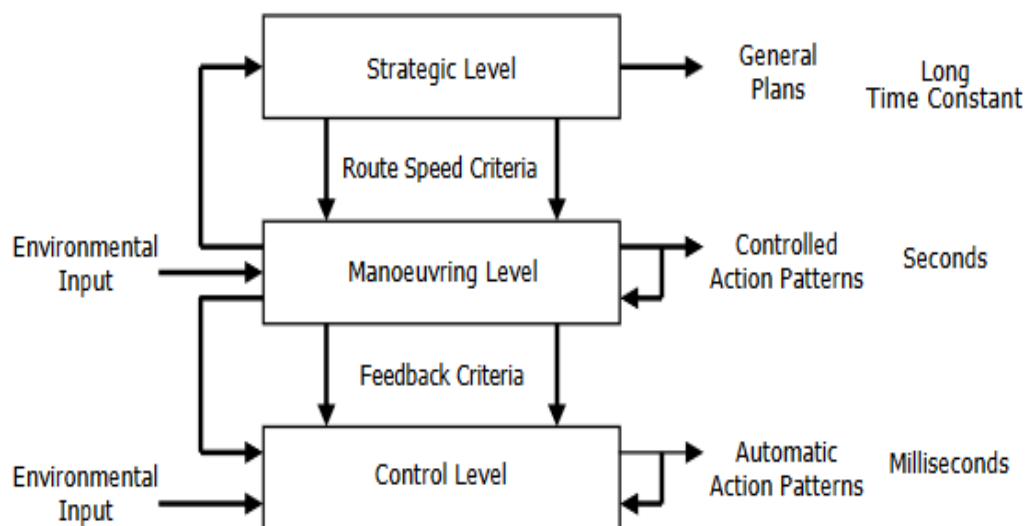 Strategic Level
General
Plans
Long
Time Constant
Route Speed Criteria
Environmental
Input
Manoeuvring Level
Controlled
Action Patterns
Seconds
Feedback Criteria
Environmental
Input
Control Level
Automatic
Action Patterns
Milliseconds